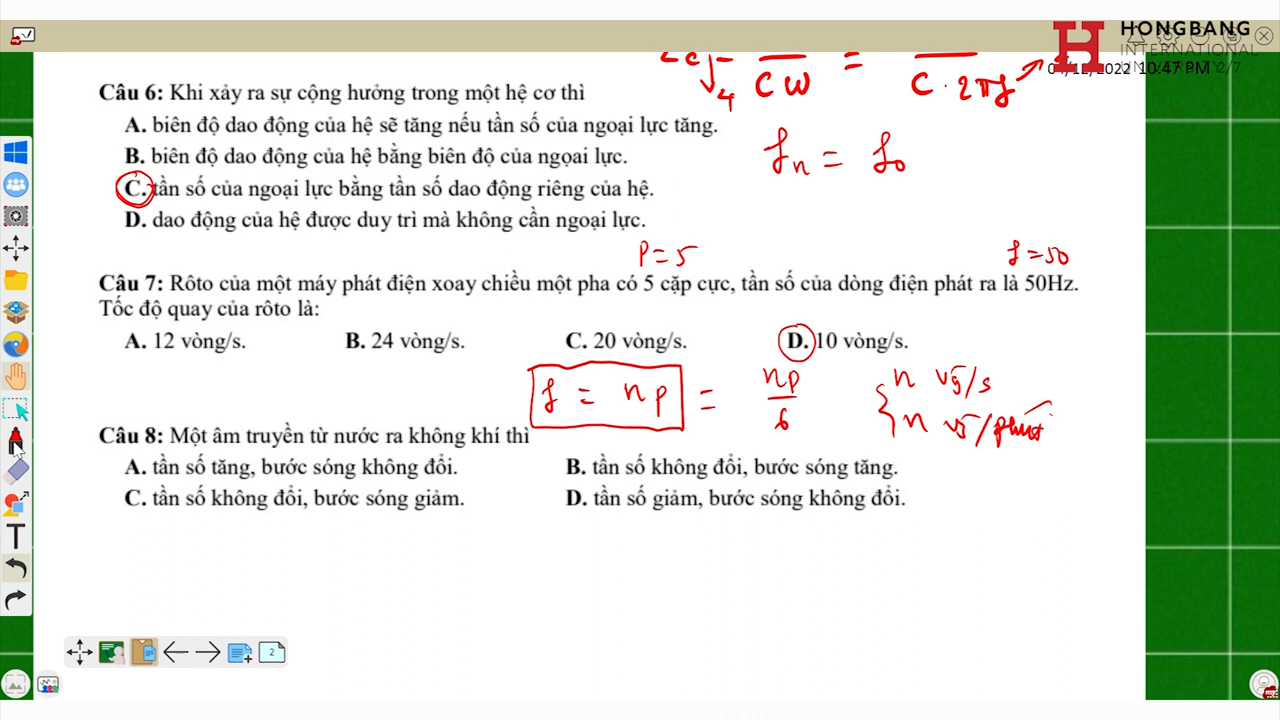 HONGBANG
INTERNATIONAL
UNIVERSITY
10:47 PM 2/7
C ω = C . 2πf
Câu 6: Khi xảy ra sự cộng hưởng trong một hệ cơ thì
A. biên độ dao động của hệ sẽ tăng nếu tần số của ngoại lực tăng.
B. biên độ dao động của hệ bằng biên độ của ngọai lực.
C. tần số của ngoại lực bằng tần số dao động riêng của hệ.
D. dao động của hệ được duy trì mà không cần ngoại lực.
fn = f0
P = 5
f = 50
Câu 7: Rôto của một máy phát điện xoay chiều một pha có 5 cặp cực, tần số của dòng điện phát ra là 50Hz.
Tốc độ quay của rôto là:
A. 12 vòng/s. B. 24 vòng/s. C. 20 vòng/s. D. 10 vòng/s.
f = np = np
6
n vg/s
n /phút
Câu 8: Một âm truyền từ nước ra không khí thì
A. tần số tăng, bước sóng không đổi. B. tần số không đổi, bước sóng tăng.
C. tần số không đổi, bước sóng giảm. D. tần số giảm, bước sóng không đổi.
T
2